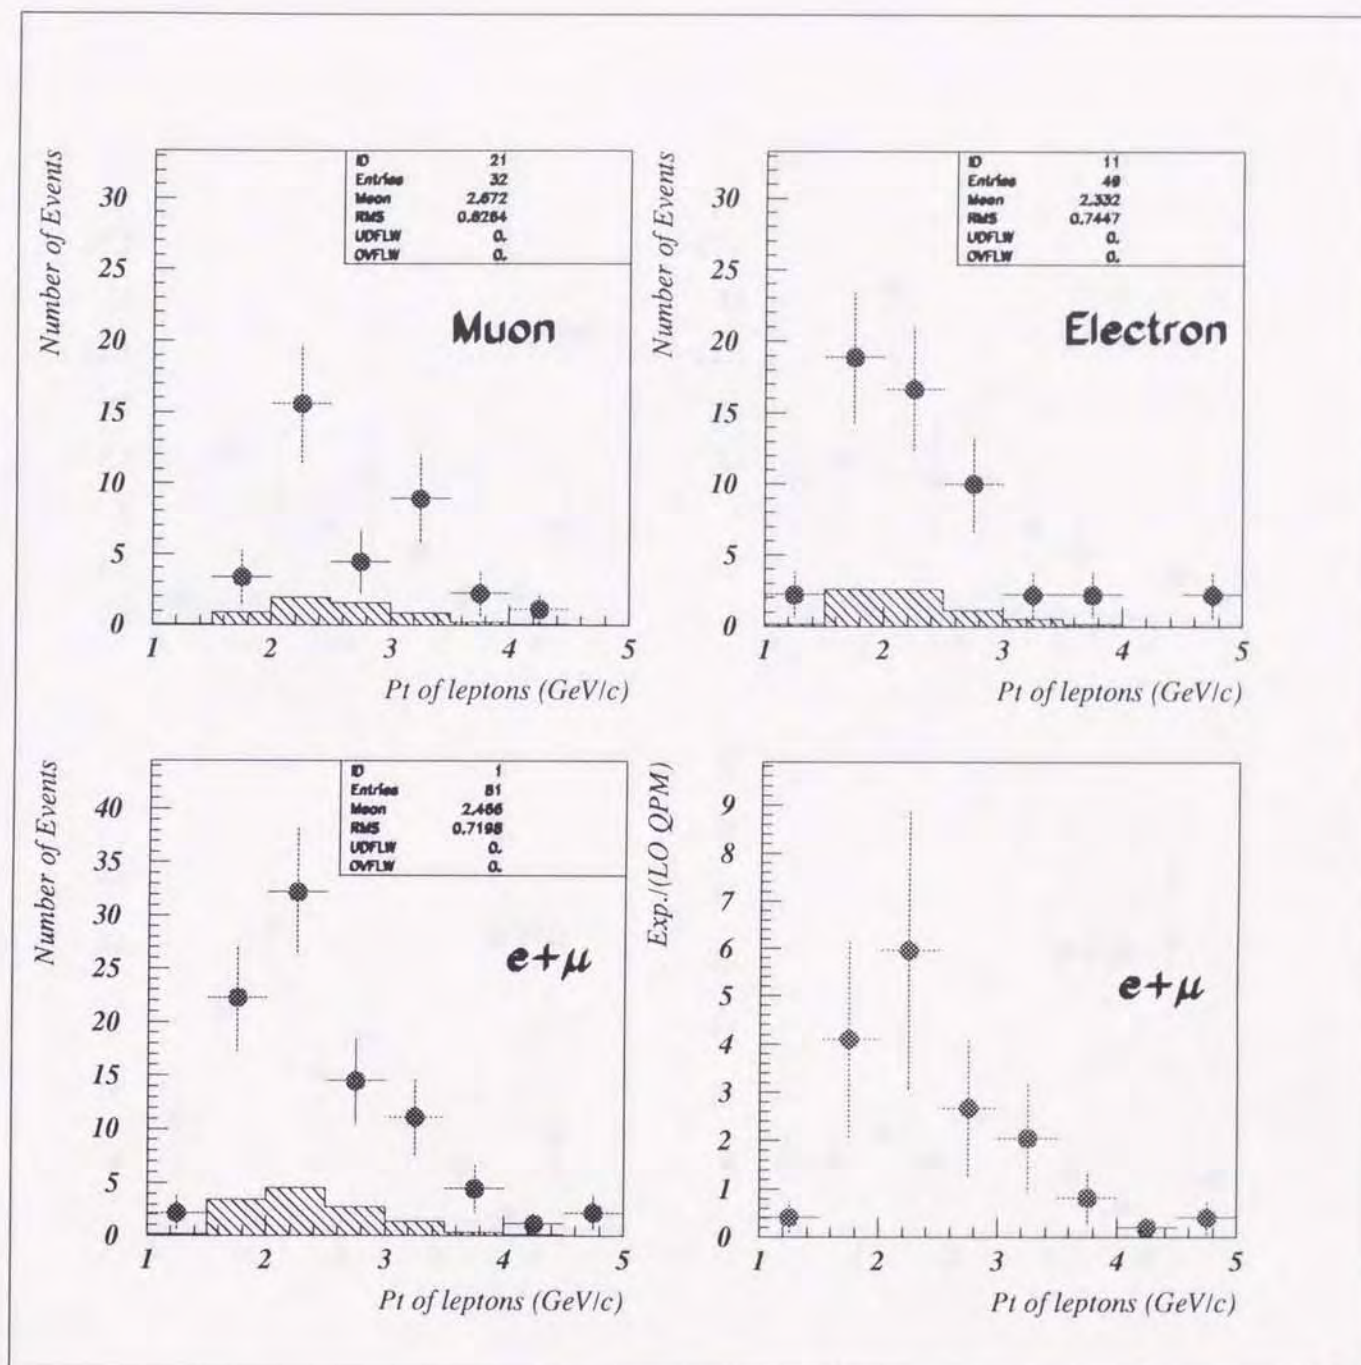 Number of Events
30
25
20
15
10
5
0
ID 21
Entries 32
Mean 2.672
RMS 0.6264
UDFLW 0.
OVFLW 0.
Muon
1 2 3 4 5
Pt of leptons (GeV/c)
Number of Events
30
25
20
15
10
5
0
ID 11
Entries 49
Mean 2.332
RMS 0.7447
UDFLW 0.
OVFLW 0.
Electron
1 2 3 4 5
Pt of leptons (GeV/c)
Number of Events
40
35
30
25
20
15
10
5
0
ID 1
Entries 81
Mean 2.466
RMS 0.7198
UDFLW 0.
OVFLW 0.
e+μ
1 2 3 4 5
Pt of leptons (GeV/c)
Exp./(LO QPM)
9
8
7
6
5
4
3
2
1
0
e+μ
1 2 3 4 5
Pt of leptons (GeV/c)